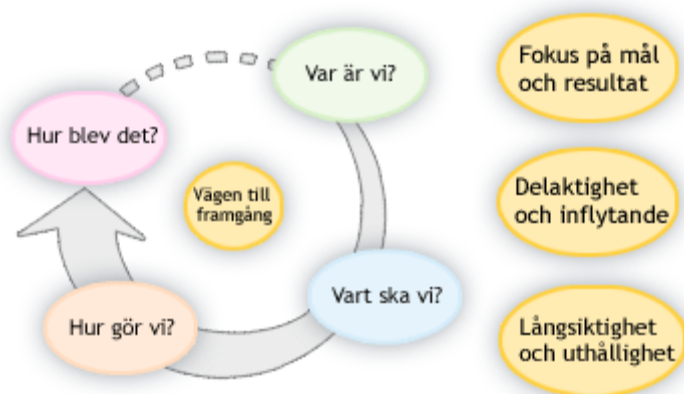 Var är vi?
Hur blev det?
Vägen till
framgång
Vart ska vi?
Hur gör vi?
Fokus på mål
och resultat
Delaktighet
och inflytande
Långsiktighet
och uthållighet